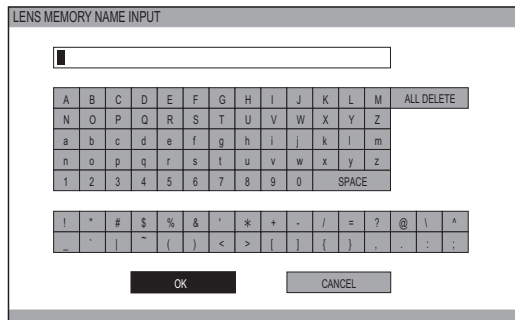 LENS MEMORY NAME INPUT
A B C D E F G H I J K L M ALL DELETE
N O P Q R S T U V W X Y Z
a b c d e f g h i j k l m
n o p q r s t u v w x y z
1 2 3 4 5 6 7 8 9 0 SPACE
! " # $ % & ' * + - / = ? @ \ ^
_ ` | ~ ( ) < > [ ] { } , . : ;
OK CANCEL